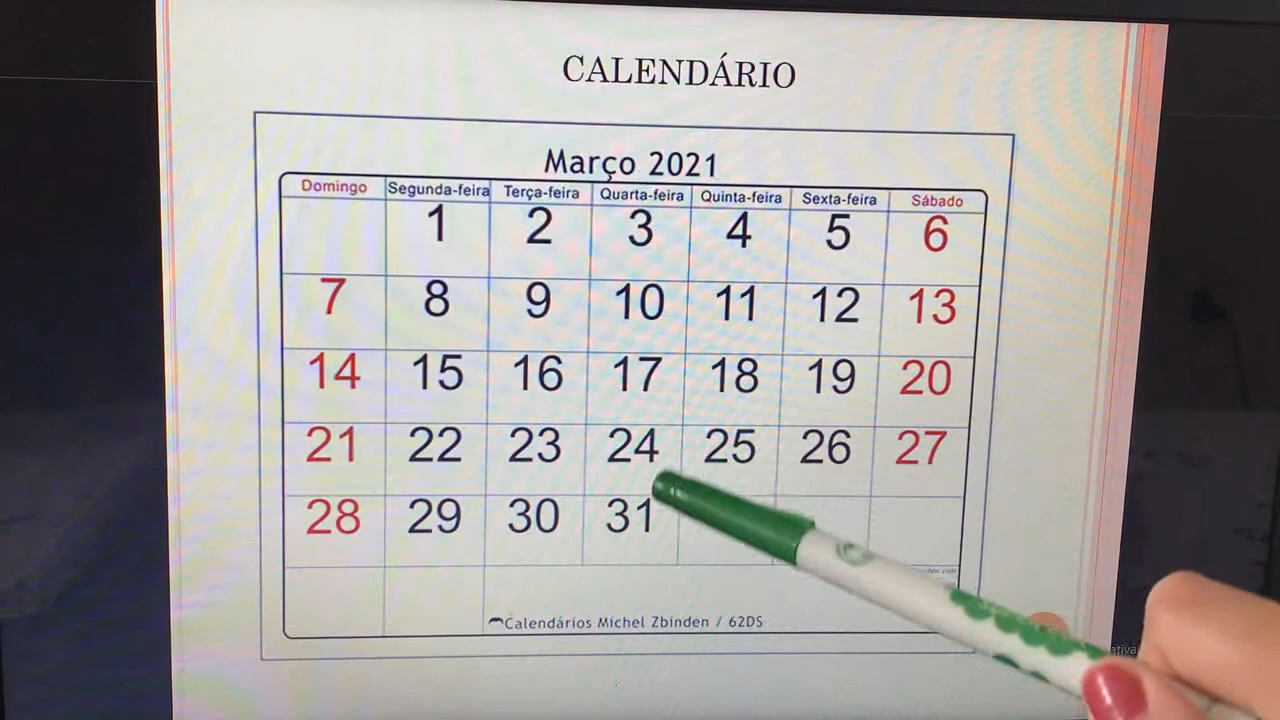 CALENDÁRIO
Março 2021
Domingo Segunda-feira Terça-feira Quarta-feira Quinta-feira Sexta-feira Sábado
1 2 3 4 5 6
7 8 9 10 11 12 13
14 15 16 17 18 19 20
21 22 23 24 25 26 27
28 29 30 31
Calendários Michel Zbinden / 62DS